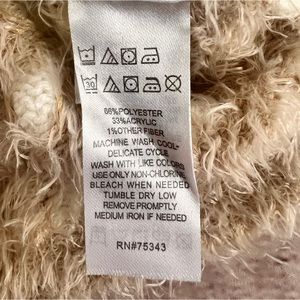 30
66%POLYESTER
33%ACRYLIC
1%OTHER FIBER
MACHINE WASH COOL-
DELICATE CYCLE
WASH WITH LIKE COLORS
USE ONLY NON-CHLORINE
BLEACH WHEN NEEDED
TUMBLE DRY LOW
REMOVE PROMPTLY
MEDIUM IRON IF NEEDED
RN#75343